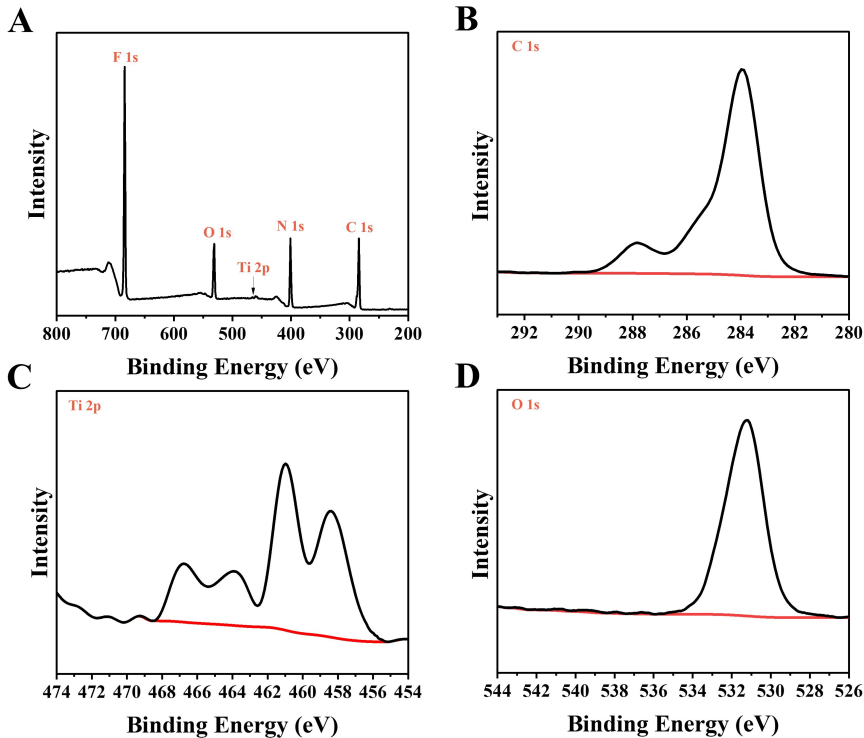 A
F 1s
O 1s
Ti 2p
N 1s
C 1s
Intensity
800 700 600 500 400 300 200
Binding Energy (eV)
B
C 1s
Intensity
292 290 288 286 284 282 280
Binding Energy (eV)
C
Ti 2p
Intensity
474 472 470 468 466 464 462 460 458 456 454
Binding Energy (eV)
D
O 1s
Intensity
544 542 540 538 536 534 532 530 528 526
Binding Energy (eV)